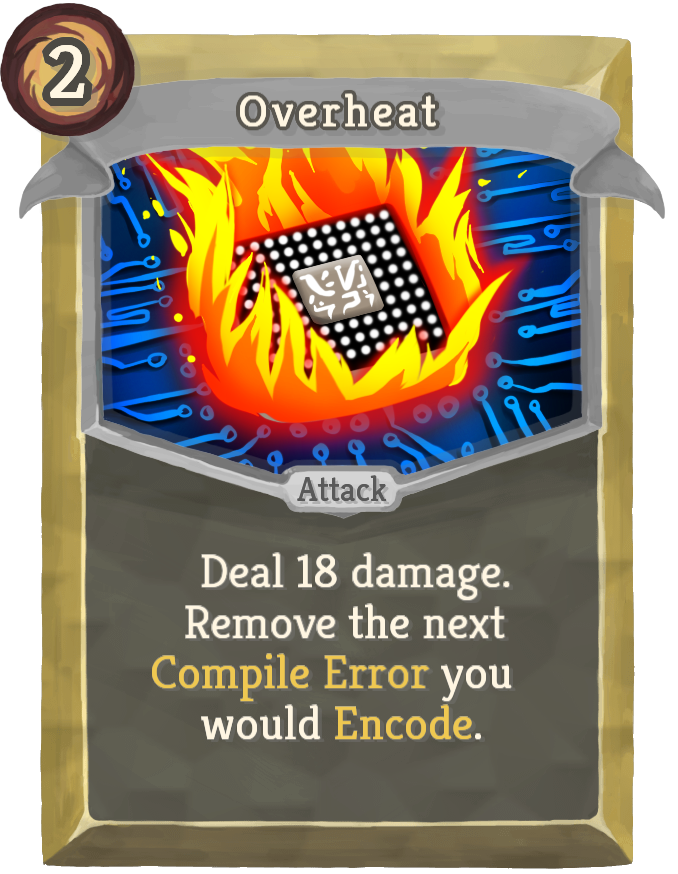 2
Overheat
Attack
Deal 18 damage.
Remove the next
Compile Error you
would Encode.